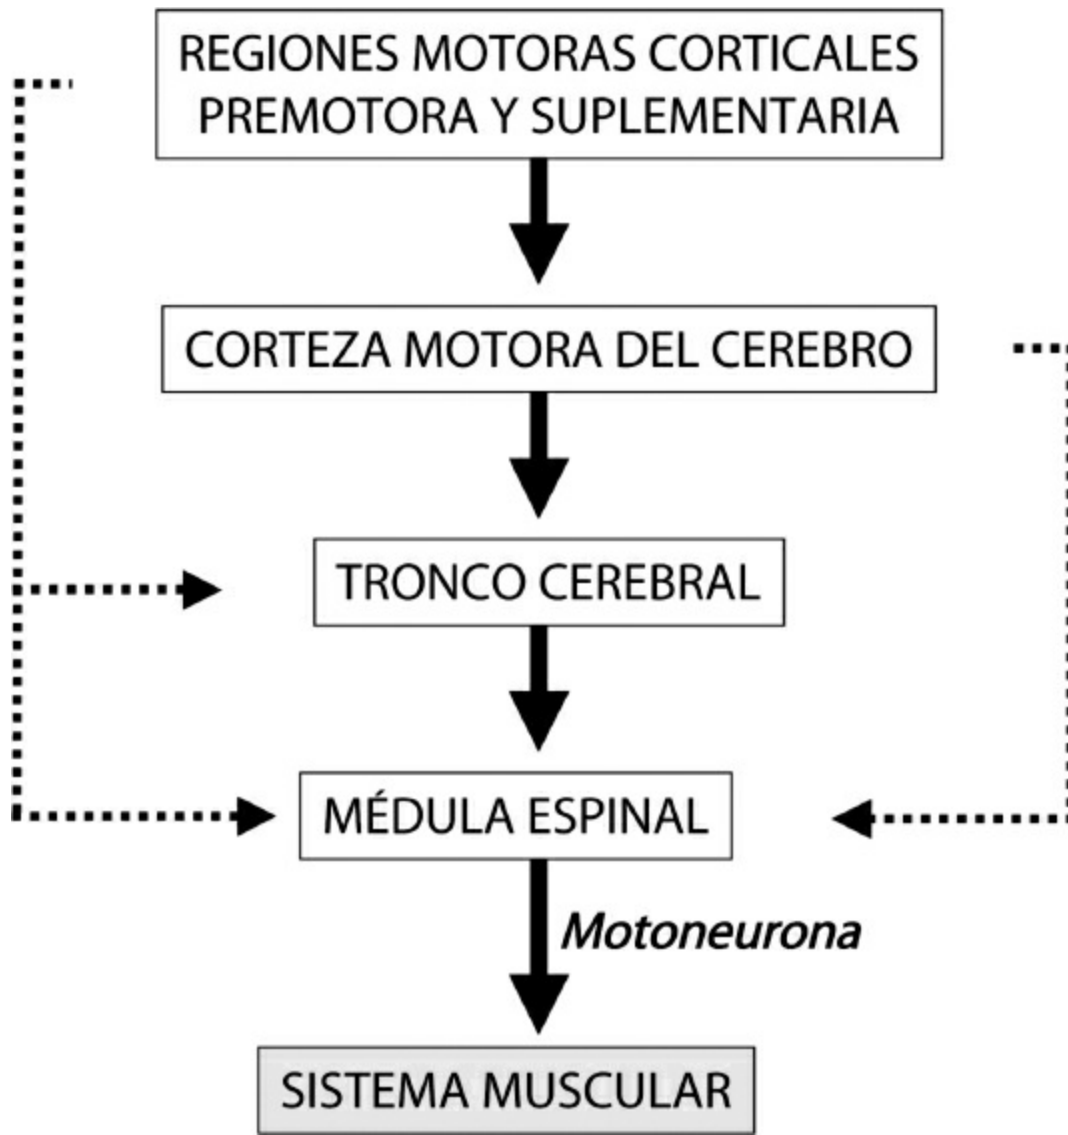 REGIONES MOTORAS CORTICALES
PREMOTORA Y SUPLEMENTARIA
CORTEZA MOTORA DEL CEREBRO
TRONCO CEREBRAL
MÉDULA ESPINAL
Motoneurona
SISTEMA MUSCULAR